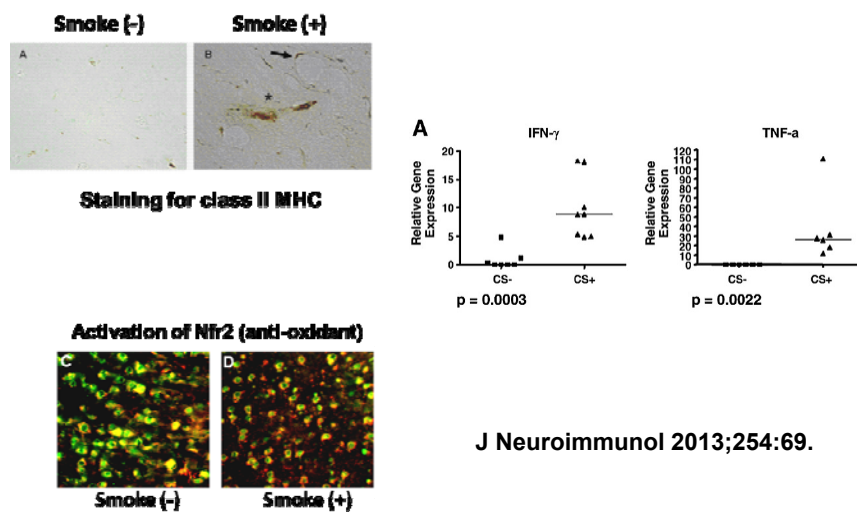 Smoke (-)
Smoke (+)
A
B
*
Staining for class II MHC
Activation of Nfr2 (anti-oxidant)
C
D
Smoke (-)
Smoke (+)
A
IFN-γ
Relative Gene
Expression
20
15
10
5
0
CS-
CS+
p = 0.0003
TNF-a
Relative Gene
Expression
120
110
100
90
80
70
60
50
40
30
20
10
0
CS-
CS+
p = 0.0022
J Neuroimmunol 2013;254:69.